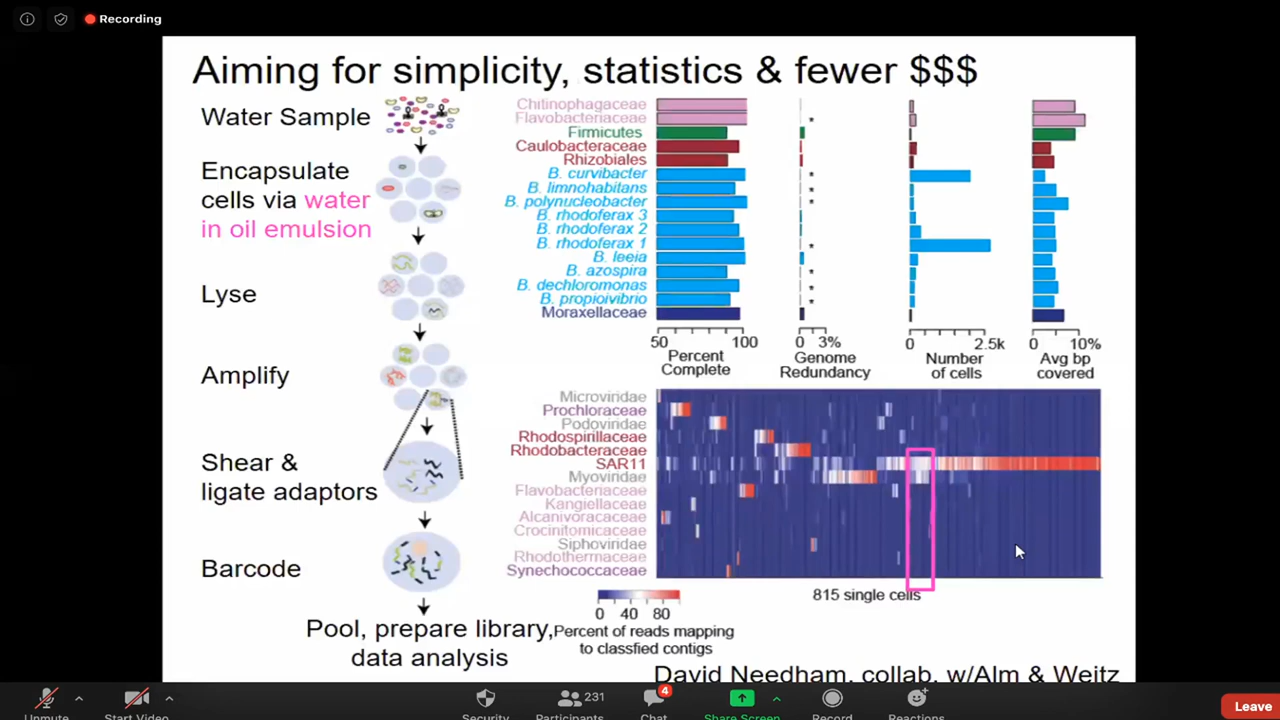 Recording
Aiming for simplicity, statistics & fewer $$$
Water Sample
Encapsulate
cells via water
in oil emulsion
Lyse
Amplify
Shear &
ligate adaptors
Barcode
Pool, prepare library,
data analysis
Chitinophagaceae
Flavobacteriaceae
*
Firmicutes
Caulobacteraceae
Rhizobiales
B. curvibacter
*
B. limnohabitans
*
B. polynucleobacter
*
B. rhodoferax 3
B. rhodoferax 2
B. rhodoferax 1
*
B. leeia
B. azospira
*
B. dechloromonas
*
B. propioivibrio
*
Moraxellaceae
50 100
Percent
Complete
0 3%
Genome
Redundancy
0 2.5k
Number
of cells
0 10%
Avg bp
covered
Microviridae
Prochloraceae
Podoviridae
Rhodospirillaceae
Rhodobacteraceae
SAR11
Myoviridae
Flavobacteriaceae
Kangiellaceae
Alcanivoracaceae
Crocinitomicaceae
Siphoviridae
Rhodothermaceae
Synechococcaceae
815 single cells
0 40 80
Percent of reads mapping
to classfied contigs
David Needham, collab. w/Alm & Weitz
Unmute
Start Video
Security
231
Participants
4
Chat
Share Screen
Record
Reactions
Leave